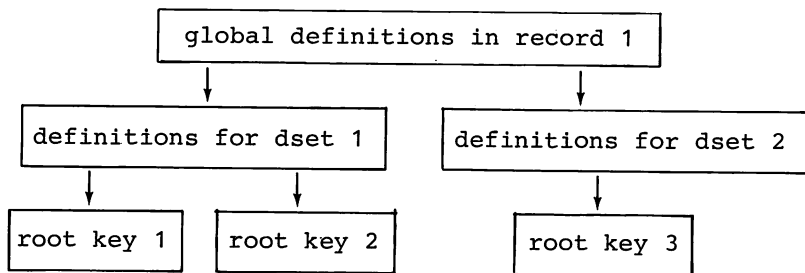 global definitions in record 1
definitions for dset 1
definitions for dset 2
root key 1
root key 2
root key 3